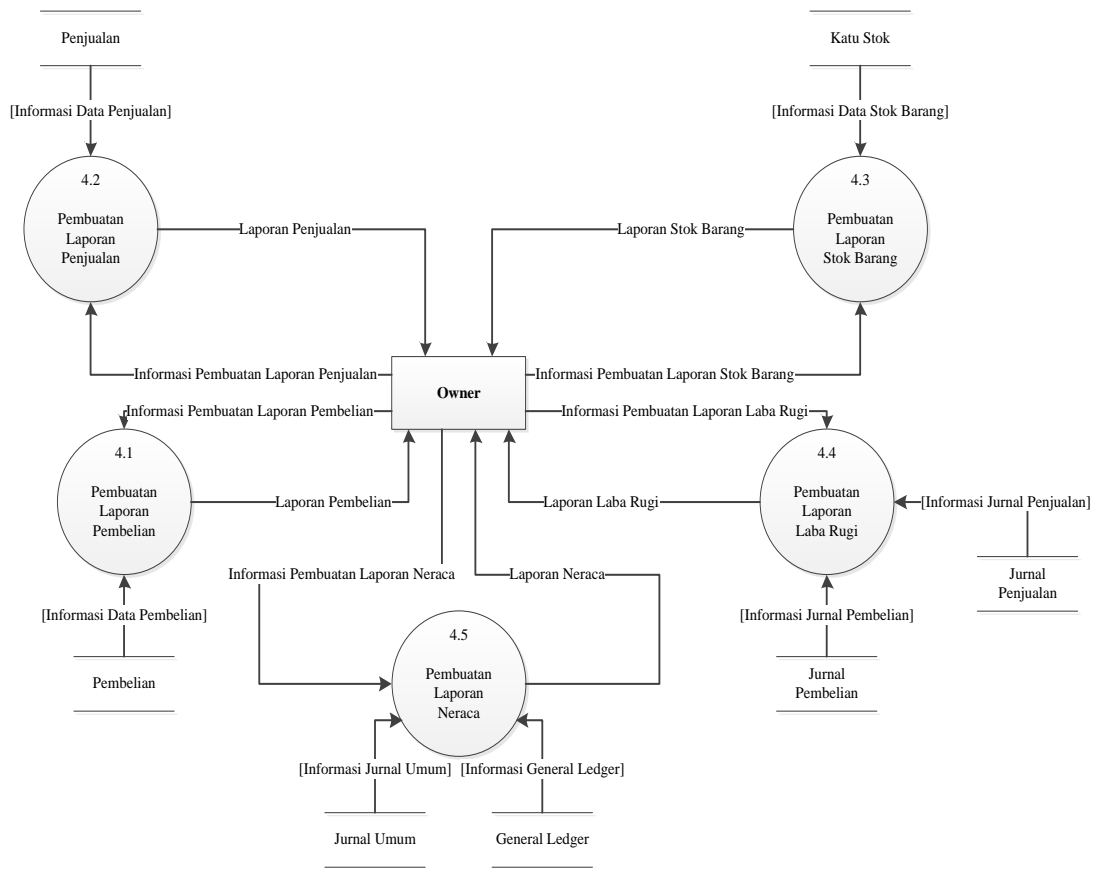 Penjualan
Katu Stok
[Informasi Data Penjualan]
[Informasi Data Stok Barang]
4.2
Pembuatan
Laporan
Penjualan
4.3
Pembuatan
Laporan
Stok Barang
Laporan Penjualan
Laporan Stok Barang
Informasi Pembuatan Laporan Penjualan
Informasi Pembuatan Laporan Stok Barang
Owner
Informasi Pembuatan Laporan Pembelian
Informasi Pembuatan Laporan Laba Rugi
4.1
Pembuatan
Laporan
Pembelian
4.4
Pembuatan
Laporan
Laba Rugi
Laporan Pembelian
Laporan Laba Rugi
[Informasi Jurnal Penjualan]
Informasi Pembuatan Laporan Neraca
Laporan Neraca
Jurnal
Penjualan
[Informasi Data Pembelian]
[Informasi Jurnal Pembelian]
4.5
Pembuatan
Laporan
Neraca
Pembelian
Jurnal
Pembelian
[Informasi Jurnal Umum]
[Informasi General Ledger]
Jurnal Umum
General Ledger